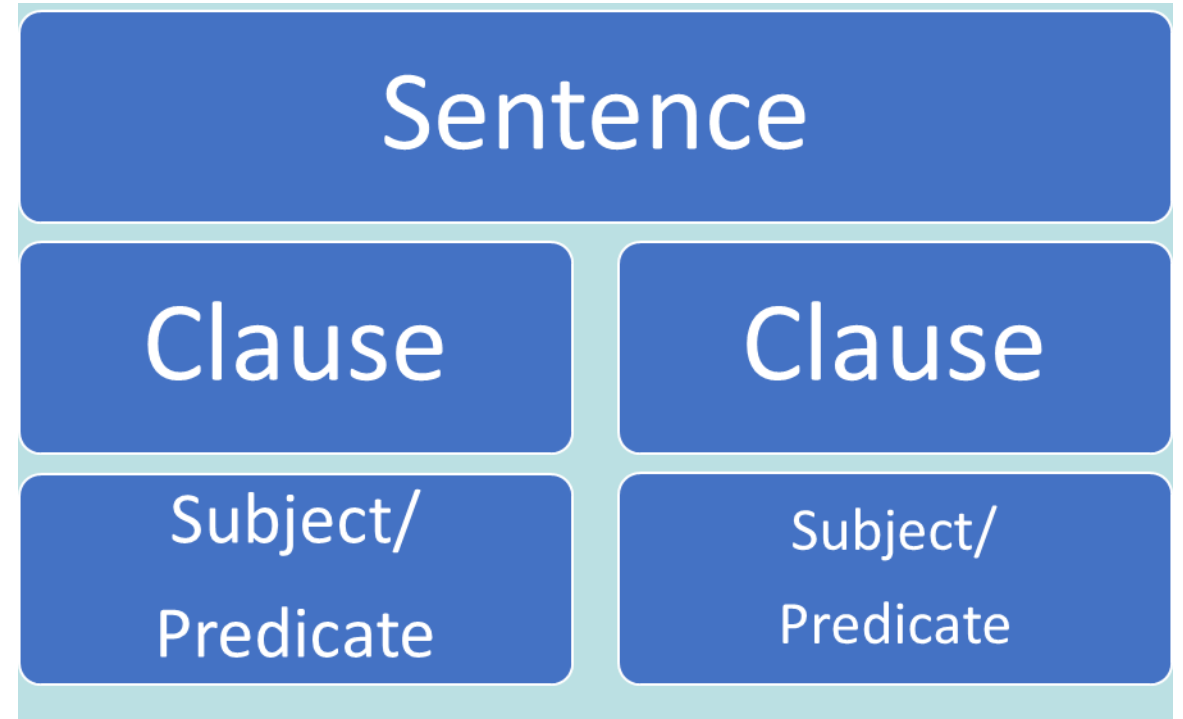 Sentence
Clause
Clause
Subject/
Predicate
Subject/
Predicate